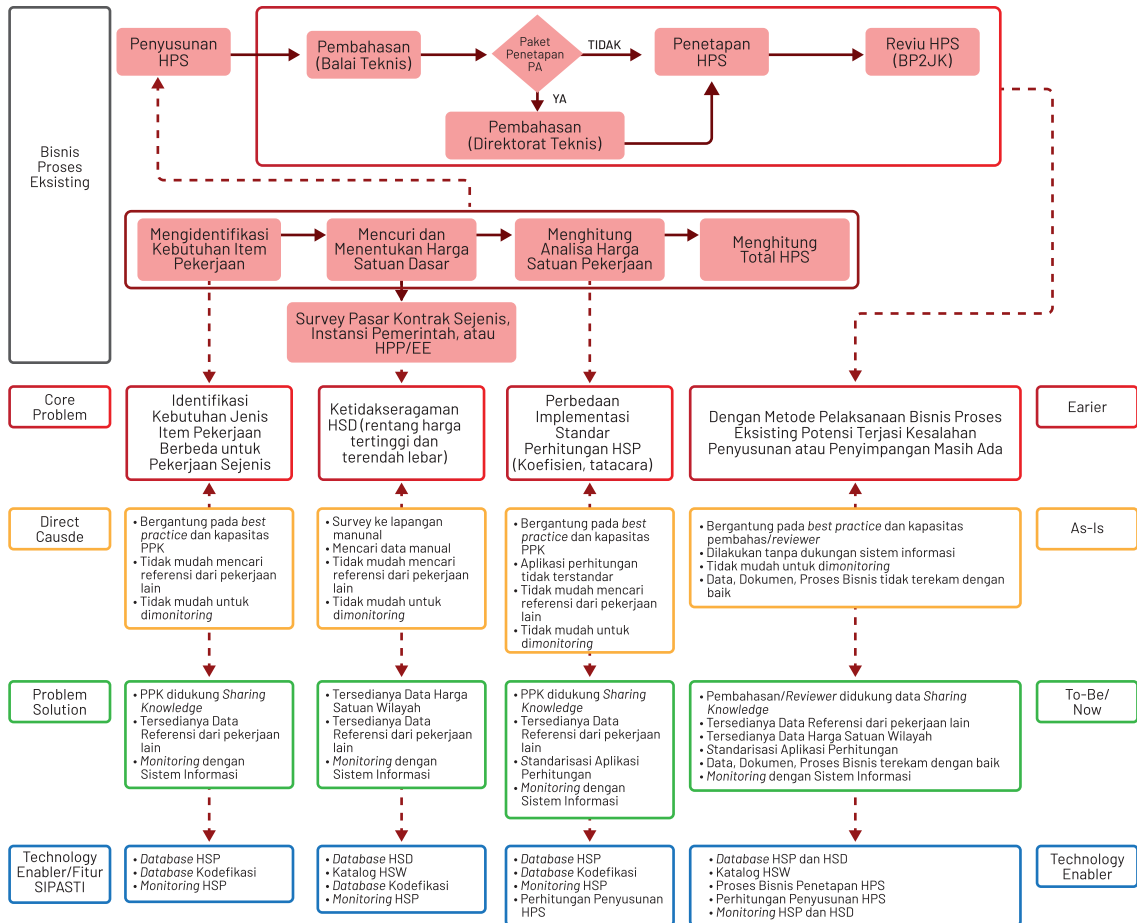 Bisnis
Proses
Eksisting
Penyusunan
HPS
Pembahasan
(Balai Teknis)
Paket
Penetapan
PA
TIDAK
YA
Penetapan
HPS
Reviu HPS
(BP2JK)
Pembahasan
(Direktorat Teknis)
Mengidentifikasi
Kebutuhan Item
Pekerjaan
Mencuri dan
Menentukan Harga
Satuan Dasar
Menghitung
Analisa Harga
Satuan Pekerjaan
Menghitung
Total HPS
Survey Pasar Kontrak Sejenis,
Instansi Pemerintah, atau
HPP/EE
Core
Problem
Identifikasi
Kebutuhan Jenis
Item Pekerjaan
Berbeda untuk
Pekerjaan Sejenis
Ketidakseragaman
HSD (rentang harga
tertinggi dan
terendah lebar)
Perbedaan
Implementasi
Standar
Perhitungan HSP
(Koefisien, tatacara)
Dengan Metode Pelaksanaan Bisnis Proses
Eksisting Potensi Terjasi Kesalahan
Penyusunan atau Penyimpangan Masih Ada
Earier
Direct
Causde
• Bergantung pada best
practice dan kapasitas
PPK
• Tidak mudah mencari
referensi dari pekerjaan
lain
• Tidak mudah untuk
dimonitoring
• Survey ke lapangan
manunal
• Mencari data manual
• Tidak mudah mencari
referensi dari pekerjaan
lain
• Tidak mudah untuk
dimonitoring
• Bergantung pada best
practice dan kapasitas
PPK
• Aplikasi perhitungan
tidak terstandar
• Tidak mudah mencari
referensi dari pekerjaan
lain
• Tidak mudah untuk
dimonitoring
• Bergantung pada best practice dan kapasitas
pembahas/reviewer
• Dilakukan tanpa dukungan sistem informasi
• Tidak mudah untuk dimonitoring
• Data, Dokumen, Proses Bisnis tidak terekam dengan
baik
As-Is
Problem
Solution
• PPK didukung Sharing
Knowledge
• Tersedianya Data
Referensi dari pekerjaan
lain
• Monitoring dengan
Sistem Informasi
• Tersedianya Data Harga
Satuan Wilayah
• Tersedianya Data
Referensi dari pekerjaan
lain
• Monitoring dengan
Sistem Informasi
• PPK didukung Sharing
Knowledge
• Tersedianya Data
Referensi dari pekerjaan
lain
• Standarisasi Aplikasi
Perhitungan
• Monitoring dengan
Sistem Informasi
• Pembahasan/Reviewer didukung data Sharing
Knowledge
• Tersedianya Data Referensi dari pekerjaan lain
• Tersedianya Data Harga Satuan Wilayah
• Standarisasi Aplikasi Perhitungan
• Data, Dokumen, Proses Bisnis terekam dengan baik
• Monitoring dengan Sistem Informasi
To-Be/
Now
Technology
Enabler/Fitur
SIPASTI
• Database HSP
• Database Kodefikasi
• Monitoring HSP
• Database HSD
• Katalog HSW
• Database Kodefikasi
• Monitoring HSP
• Database HSP
• Database Kodefikasi
• Monitoring HSP
• Perhitungan Penyusunan
HPS
• Database HSP dan HSD
• Katalog HSW
• Proses Bisnis Penetapan HPS
• Perhitungan Penyusunan HPS
• Monitoring HSP dan HSD
Technology
Enabler